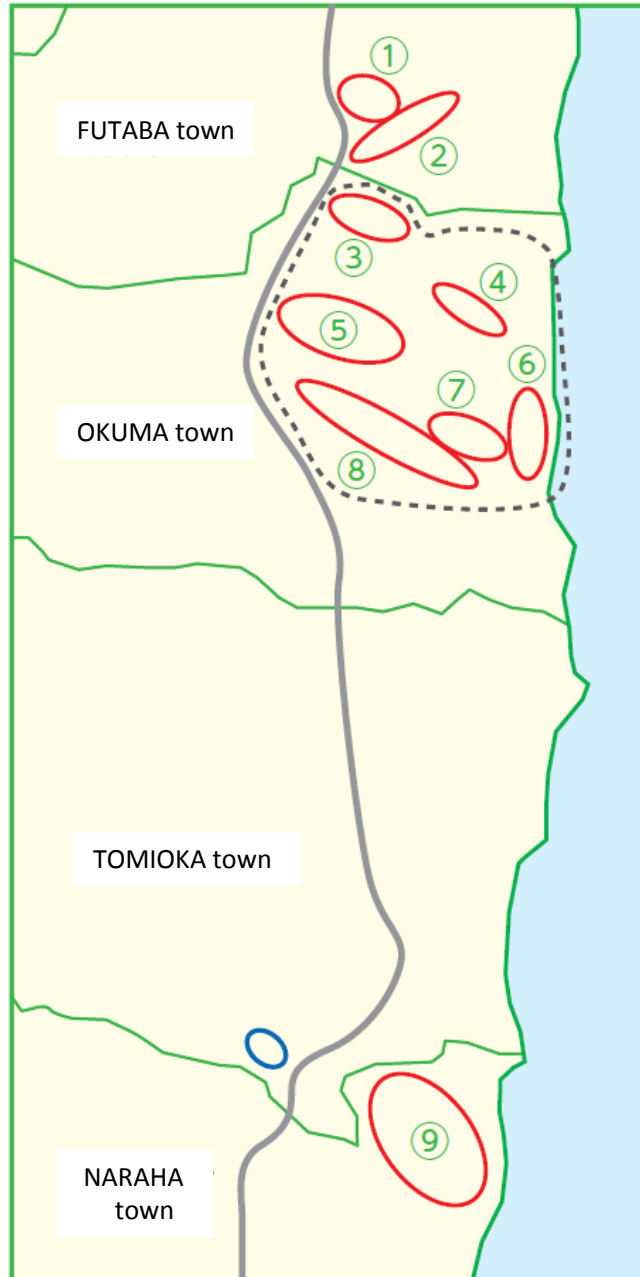 ①
FUTABA town
②
③
④
⑤
⑥
⑦
OKUMA town
⑧
TOMIOKA town
⑨
NARAHA
town